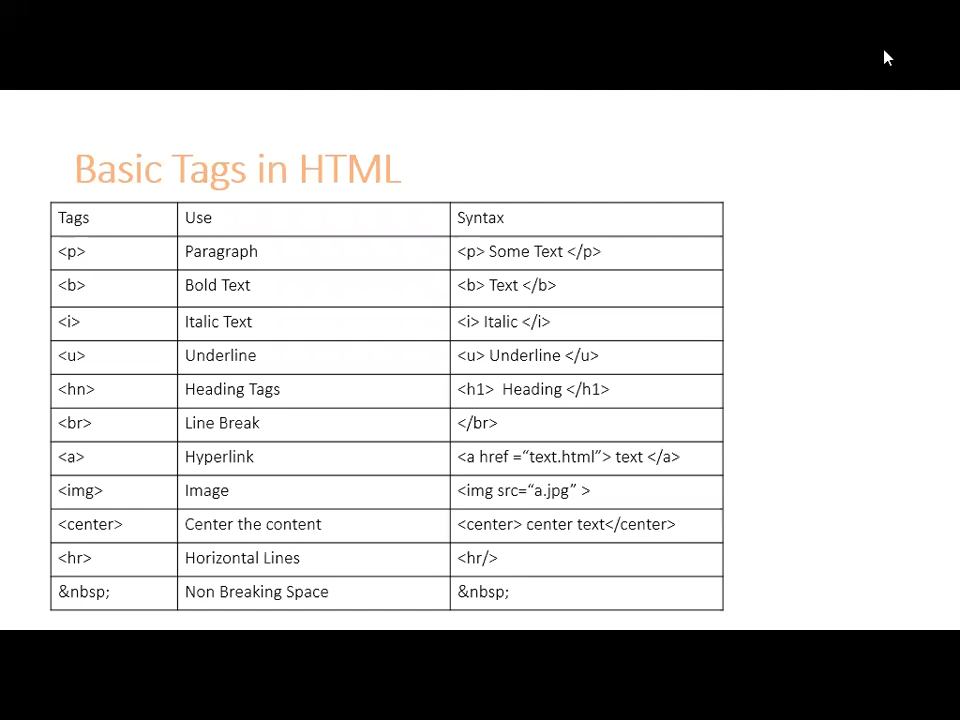 Basic Tags in HTML
Tags Use Syntax
<p> Paragraph <p> Some Text </p>
<b> Bold Text <b> Text </b>
<i> Italic Text <i> Italic </i>
<u> Underline <u> Underline </u>
<hn> Heading Tags <h1>  Heading </h1>
<br> Line Break </br>
<a> Hyperlink <a href =“text.html”> text </a>
<img> Image <img src=“a.jpg” >
<center> Center the content <center> center text</center>
<hr> Horizontal Lines <hr/>
&nbsp; Non Breaking Space &nbsp;